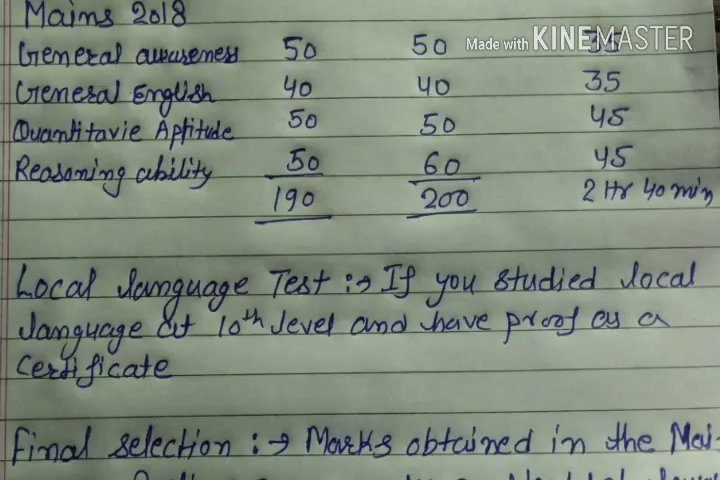 Mains 2018
General awareness 50 50 35
Made with KINEMASTER
General English 40 40 35
Quantitavie Aptitude 50 50 45
Reasoning ability 50 60 45
190 200 2 Hr 40 min
Local language Test :→ If you studied local
language at 10th level and have proof as a
certificate
Final selection :→ Marks obtained in the Mai-